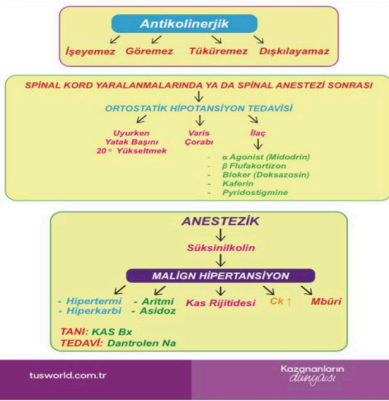 Antikolinerjik
İşeyemez Göremez Tüküremez Dışkılayamaz
SPİNAL KORD YARALANMALARINDA YA DA SPİNAL ANESTEZİ SONRASI
ORTOSTATİK HİPOTANSİYON TEDAVİSİ
Uyurken Yatak Başını 20° Yükseltmek
Varis Çorabı
İlaç
- α Agonist (Midodrin)
- β Flufakortizon
- Bloker (Doksazosin)
- Kaferin
- Pyridostigmine
ANESTEZİK
Süksinilkolin
MALİGN HİPERTANSİYON
- Hipertermi
- Hiperkarbi
- Aritmi
- Asidoz
Kas Rijitidesi
Ck ↑
Mbüri
TANI: KAS Bx
TEDAVİ: Dantrolen Na
tusworld.com.tr
Kazananların
dünyası